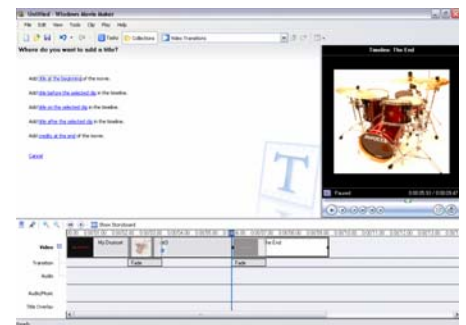 Untitled - Windows Movie Maker
File Edit View Tools Clip Play Help
Tasks Collections Video Transitions
Where do you want to add a title?
Timeline: The End
Add title at the beginning of the movie.
Add title before the selected clip in the timeline.
Add title on the selected clip in the timeline.
Add title after the selected clip in the timeline.
Add credits at the end of the movie.
Cancel
T
Paused
Show Storyboard
Video
My Drumset
he End
Transition
Fade
Fade
Audio
Audio/Music
Title Overlay
Ready